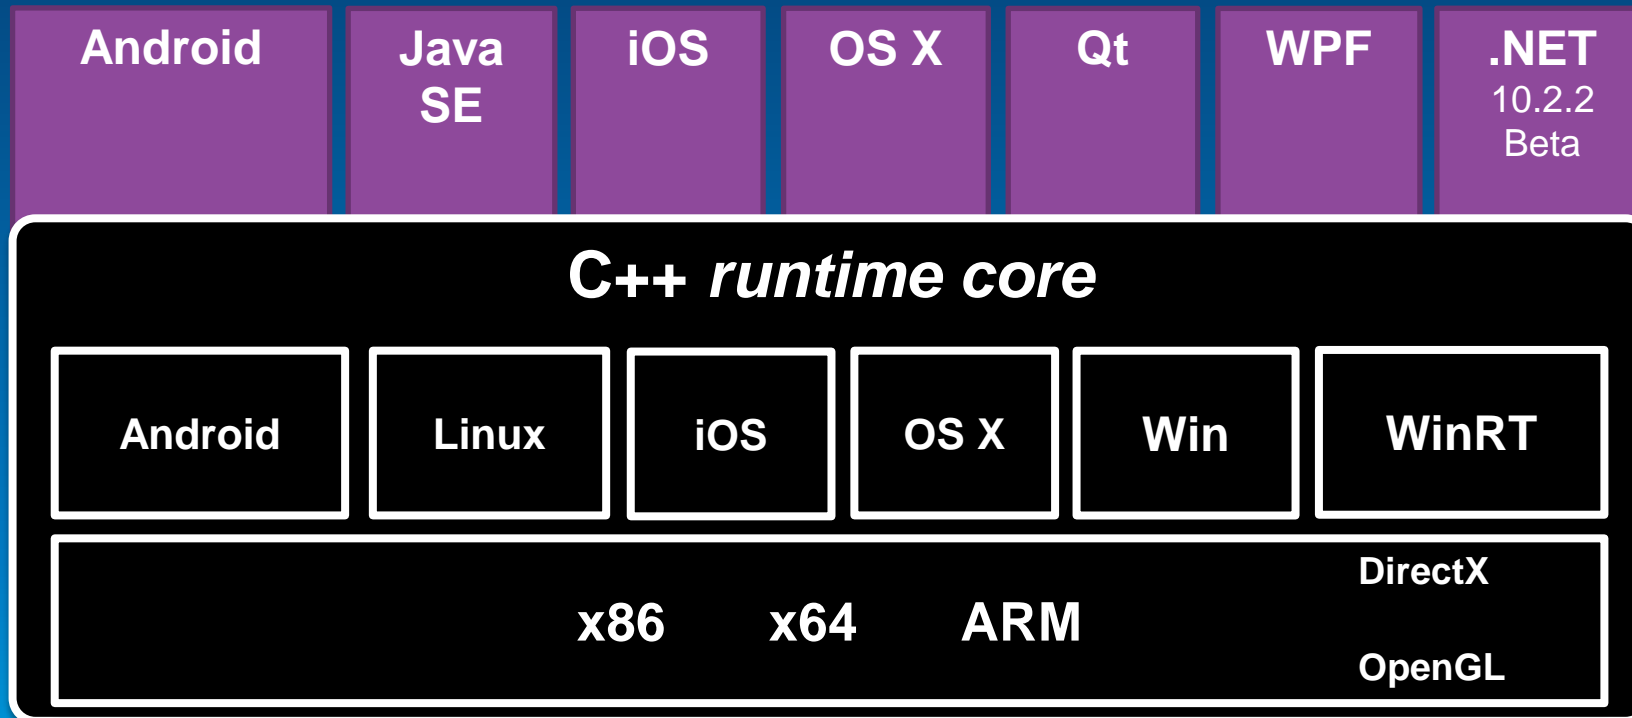 Android
Java
SE
iOS
OS X
Qt
WPF
.NET
10.2.2
Beta
C++ runtime core
Android
Linux
iOS
OS X
Win
WinRT
x86 x64 ARM
DirectX
OpenGL